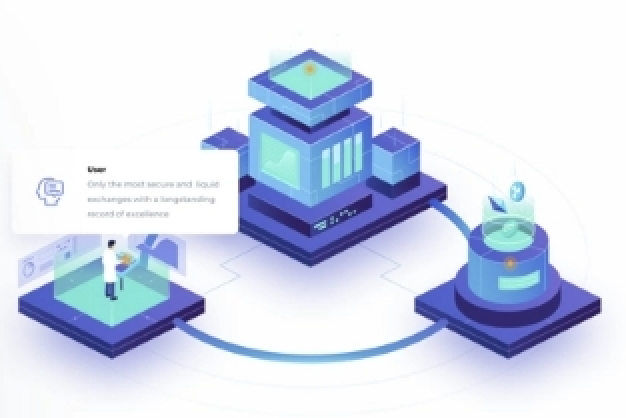 User
Only the most secure and liquid
exchanges with a longstanding
record of excellence